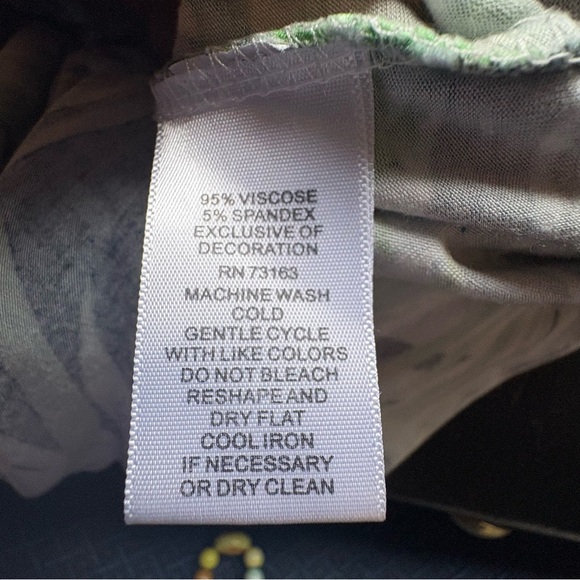 95% VISCOSE
5% SPANDEX
EXCLUSIVE OF
DECORATION
RN 73163
MACHINE WASH
COLD
GENTLE CYCLE
WITH LIKE COLORS
DO NOT BLEACH
RESHAPE AND
DRY FLAT
COOL IRON
IF NECESSARY
OR DRY CLEAN